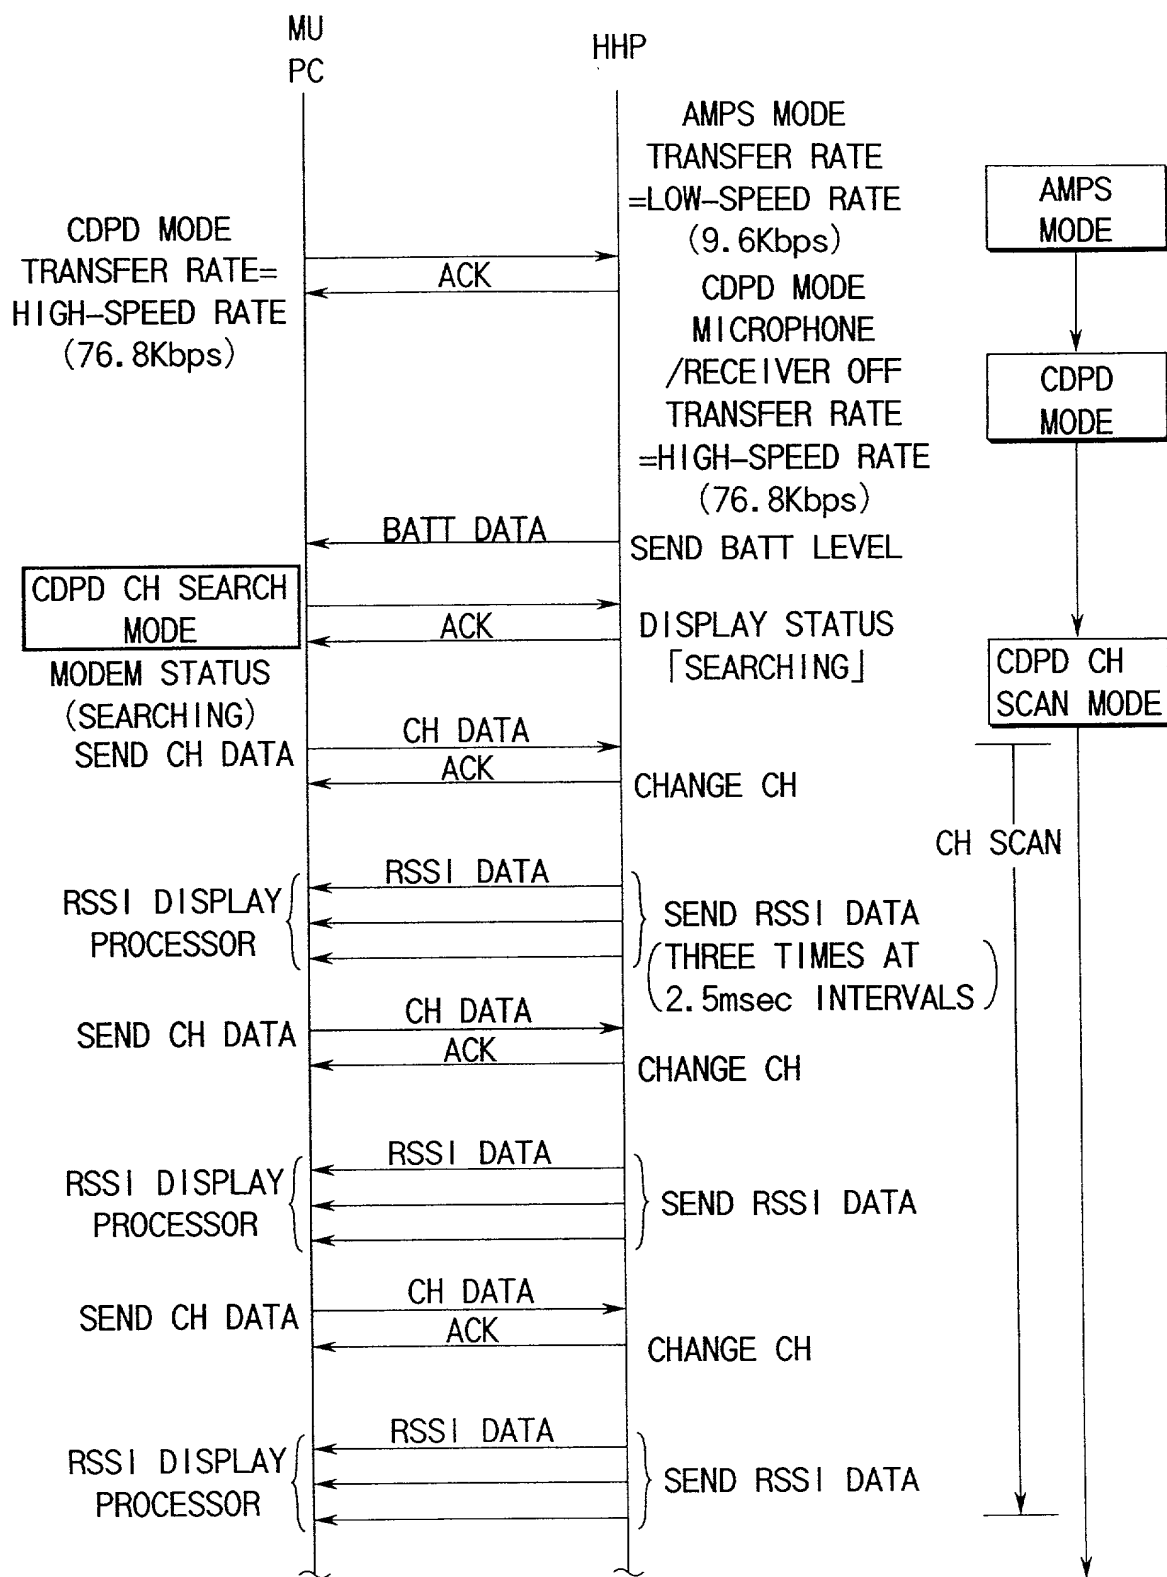 MU
PC
HHP
AMPS MODE
TRANSFER RATE
=LOW-SPEED RATE
(9.6Kbps)
AMPS
MODE
CDPD MODE
TRANSFER RATE=
HIGH-SPEED RATE
(76.8Kbps)
ACK
CDPD MODE
MICROPHONE
/RECEIVER OFF
TRANSFER RATE
=HIGH-SPEED RATE
(76.8Kbps)
CDPD
MODE
BATT DATA
SEND BATT LEVEL
CDPD CH SEARCH
MODE
ACK
DISPLAY STATUS
「SEARCHING」
MODEM STATUS
(SEARCHING)
CDPD CH
SCAN MODE
SEND CH DATA
CH DATA
ACK
CHANGE CH
CH SCAN
RSSI DISPLAY
PROCESSOR
RSSI DATA
SEND RSSI DATA
(THREE TIMES AT
2.5msec INTERVALS)
SEND CH DATA
CH DATA
ACK
CHANGE CH
RSSI DISPLAY
PROCESSOR
RSSI DATA
SEND RSSI DATA
SEND CH DATA
CH DATA
ACK
CHANGE CH
RSSI DISPLAY
PROCESSOR
RSSI DATA
SEND RSSI DATA